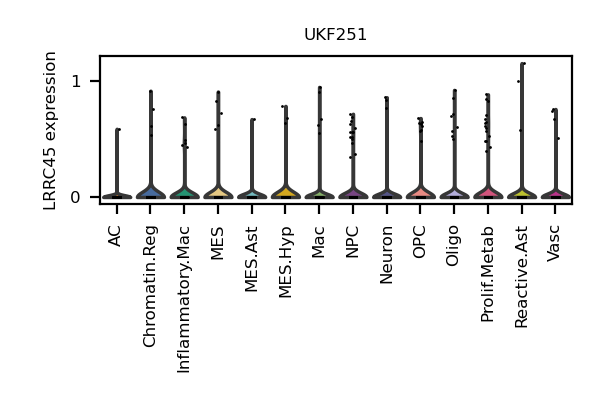 UKF251
LRRC45 expression
1
0
AC
Chromatin.Reg
Inflammatory.Mac
MES
MES.Ast
MES.Hyp
Mac
NPC
Neuron
OPC
Oligo
Prolif.Metab
Reactive.Ast
Vasc